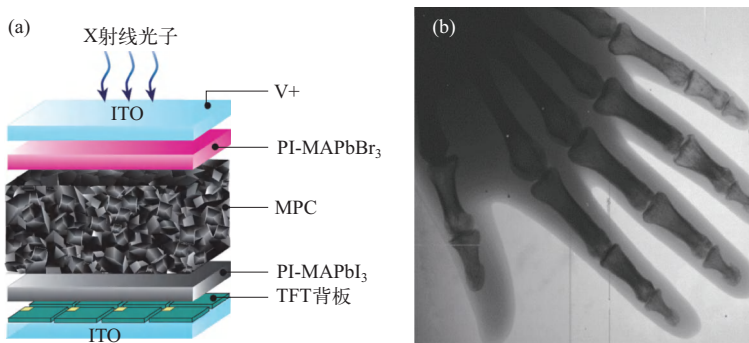 (a)
X射线光子
ITO
V+
PI-MAPbBr₃
MPC
PI-MAPbI₃
TFT背板
ITO
(b)